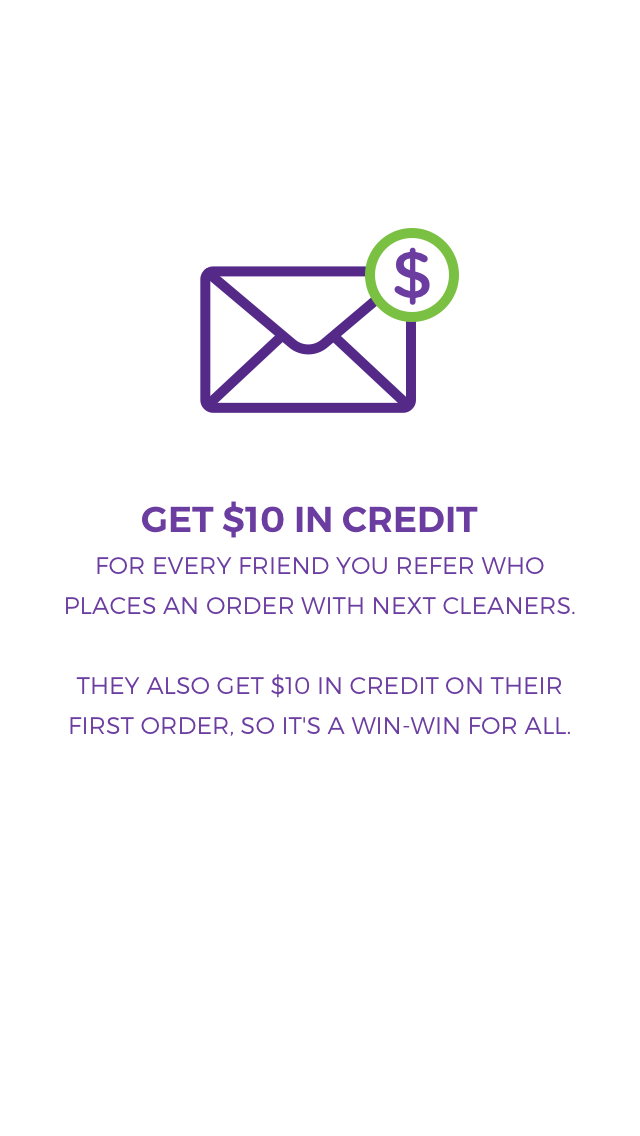 $
GET $10 IN CREDIT
FOR EVERY FRIEND YOU REFER WHO
PLACES AN ORDER WITH NEXT CLEANERS.
THEY ALSO GET $10 IN CREDIT ON THEIR
FIRST ORDER, SO IT'S A WIN-WIN FOR ALL.